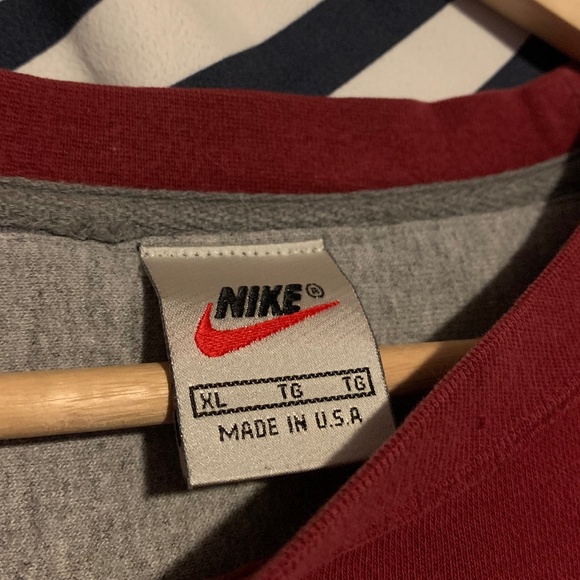 NIKE®
XL TG TG
MADE IN U.S.A